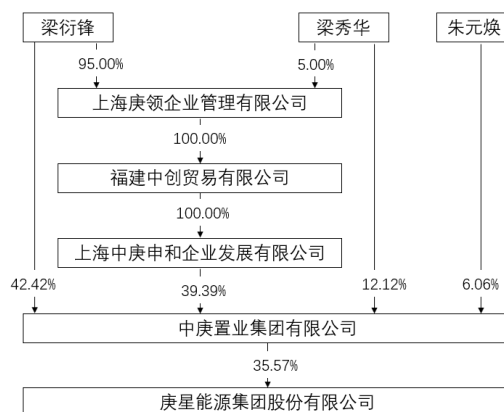 梁衍锋 梁秀华 朱元焕
95.00% 5.00%
上海庚领企业管理有限公司
100.00%
福建中创贸易有限公司
100.00%
上海中庚申和企业发展有限公司
42.42% 39.39% 12.12% 6.06%
中庚置业集团有限公司
35.57%
庚星能源集团股份有限公司